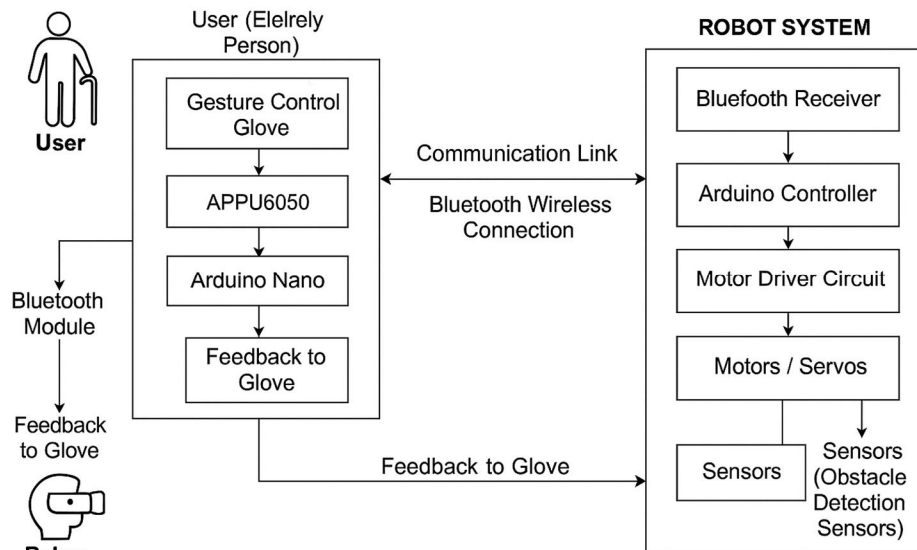 User
User (Elelrely
Person)
Gesture Control
Glove
APPU6050
Arduino Nano
Feedback to
Glove
Bluetooth
Module
Feedback
to Glove
Communication Link
Bluetooth Wireless
Connection
Feedback to Glove
ROBOT SYSTEM
Bluefooth Receiver
Arduino Controller
Motor Driver Circuit
Motors / Servos
Sensors
Sensors
(Obstacle
Detection
Sensors)